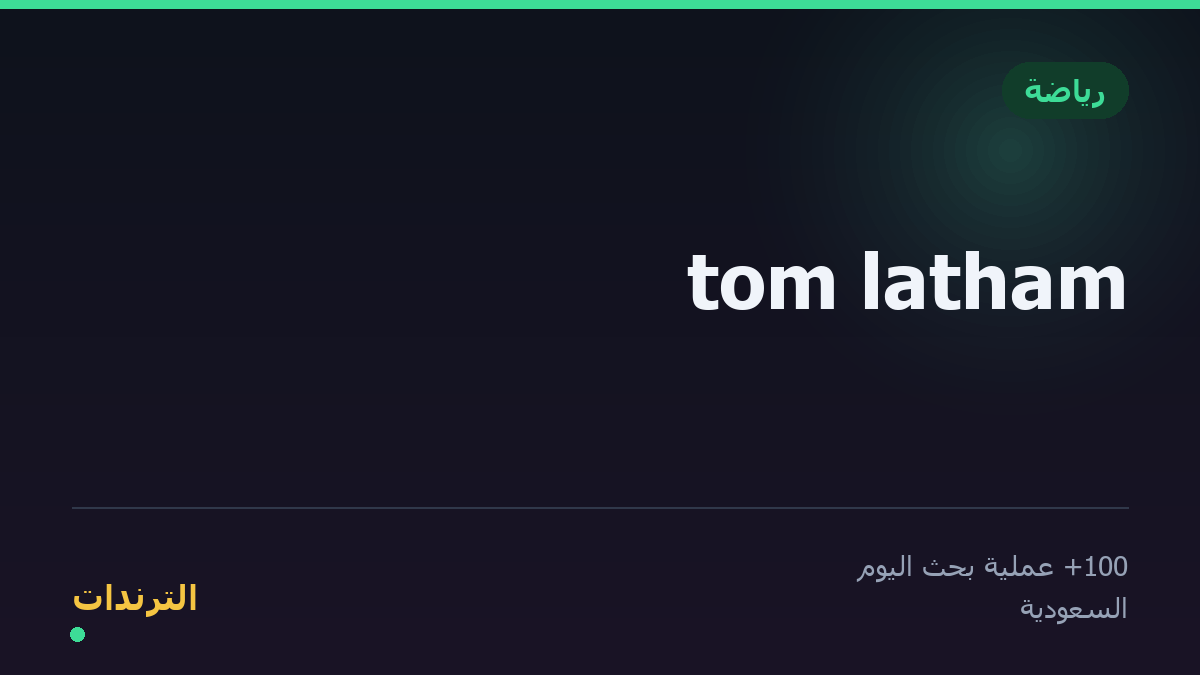 رياضة
tom latham
100+ عملية بحث اليوم
السعودية
الترندات